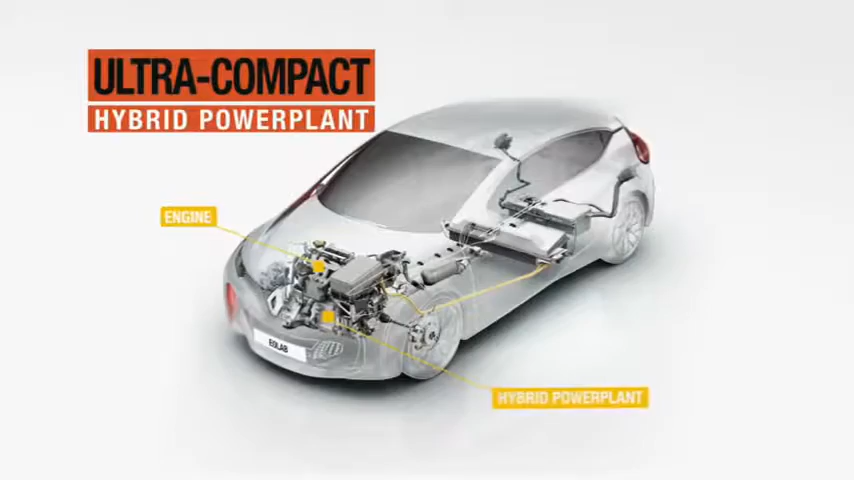 ULTRA-COMPACT
HYBRID POWERPLANT
ENGINE
EOLAB
HYBRID POWERPLANT